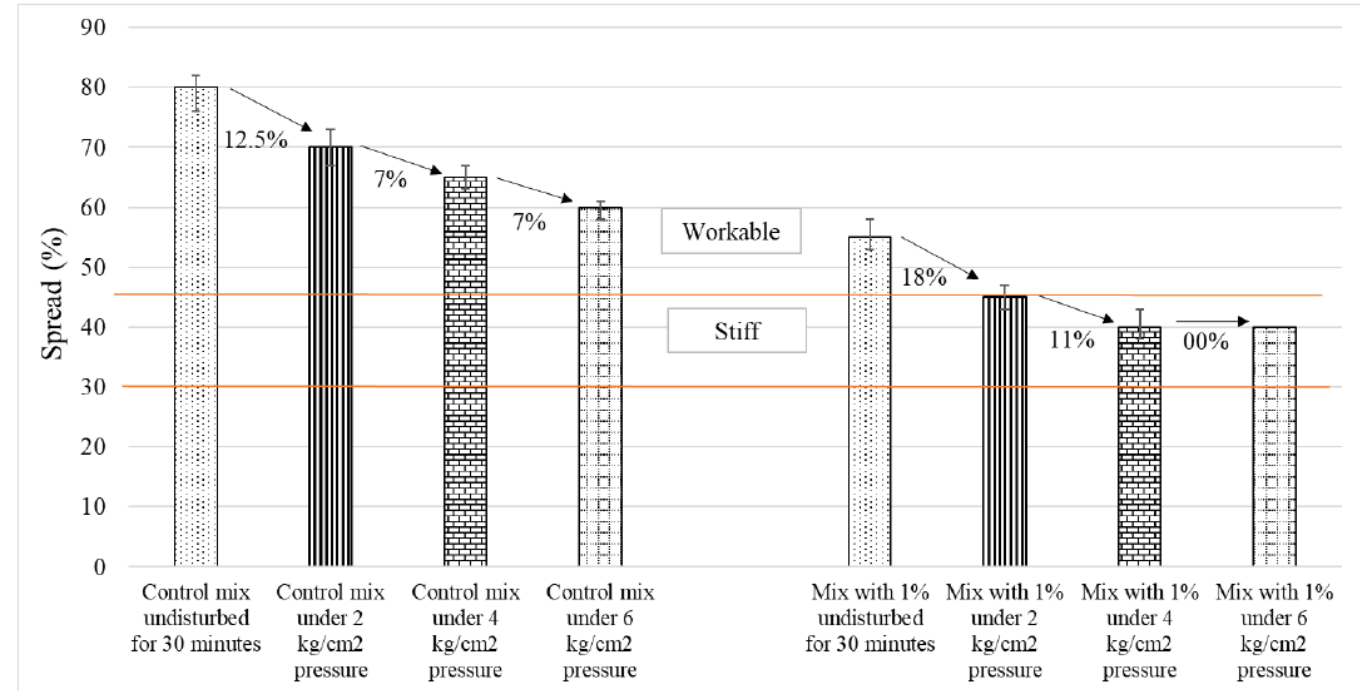 90
80
70
60
50
40
30
20
10
0
Spread (%)
12.5%
7%
7%
Workable
Stiff
18%
11%
00%
Control mix
undisturbed
for 30 minutes
Control mix
under 2
kg/cm2
pressure
Control mix
under 4
kg/cm2
pressure
Control mix
under 6
kg/cm2
pressure
Mix with 1%
undisturbed
for 30 minutes
Mix with 1%
under 2
kg/cm2
pressure
Mix with 1%
under 4
kg/cm2
pressure
Mix with 1%
under 6
kg/cm2
pressure